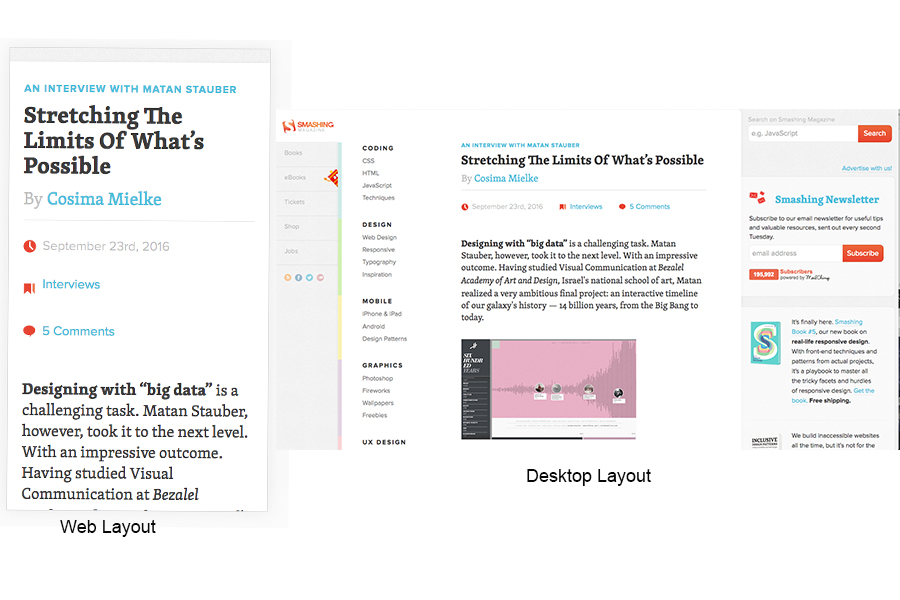 AN INTERVIEW WITH MATAN STAUBER
Stretching The
Limits Of What's
Possible
By Cosima Mielke
September 23rd, 2016
Interviews
5 Comments
Designing with “big data” is a
challenging task. Matan Stauber,
however, took it to the next level.
With an impressive outcome.
Having studied Visual
Communication at Bezalel
Web Layout
SMASHING
MAGAZINE
Books
eBooks
Tickets
Shop
Jobs
CODING
CSS
HTML
JavaScript
Techniques
DESIGN
Web Design
Responsive
Typography
Inspiration
MOBILE
iPhone & iPad
Android
Design Patterns
GRAPHICS
Photoshop
Fireworks
Wallpapers
Freebies
UX DESIGN
AN INTERVIEW WITH MATAN STAUBER
Stretching The Limits Of What's Possible
By Cosima Mielke
September 23rd, 2016 Interviews 5 Comments
Designing with “big data” is a challenging task. Matan
Stauber, however, took it to the next level. With an impressive
outcome. Having studied Visual Communication at Bezalel
Academy of Art and Design, Israel's national school of art, Matan
realized a very ambitious final project: an interactive timeline
of our galaxy's history — 14 billion years, from the Big Bang to
today.
SIX
HUNDR
ED
YEARS
Search on Smashing Magazine
e.g. JavaScript Search
Advertise with us!
Smashing Newsletter
Subscribe to our email newsletter for useful tips
and valuable resources, sent out every second
Tuesday.
email address Subscribe
195,992 Subscribers
powered by MailChimp
It's finally here. Smashing
Book #5, our new book on
real-life responsive design.
With front-end techniques and
patterns from actual projects,
it's a playbook to master all
the tricky facets and hurdles
of responsive design. Get the
book. Free shipping.
INCLUSIVE
DESIGN PATTERNS
We build inaccessible websites
all the time, but it's not for the
Desktop Layout